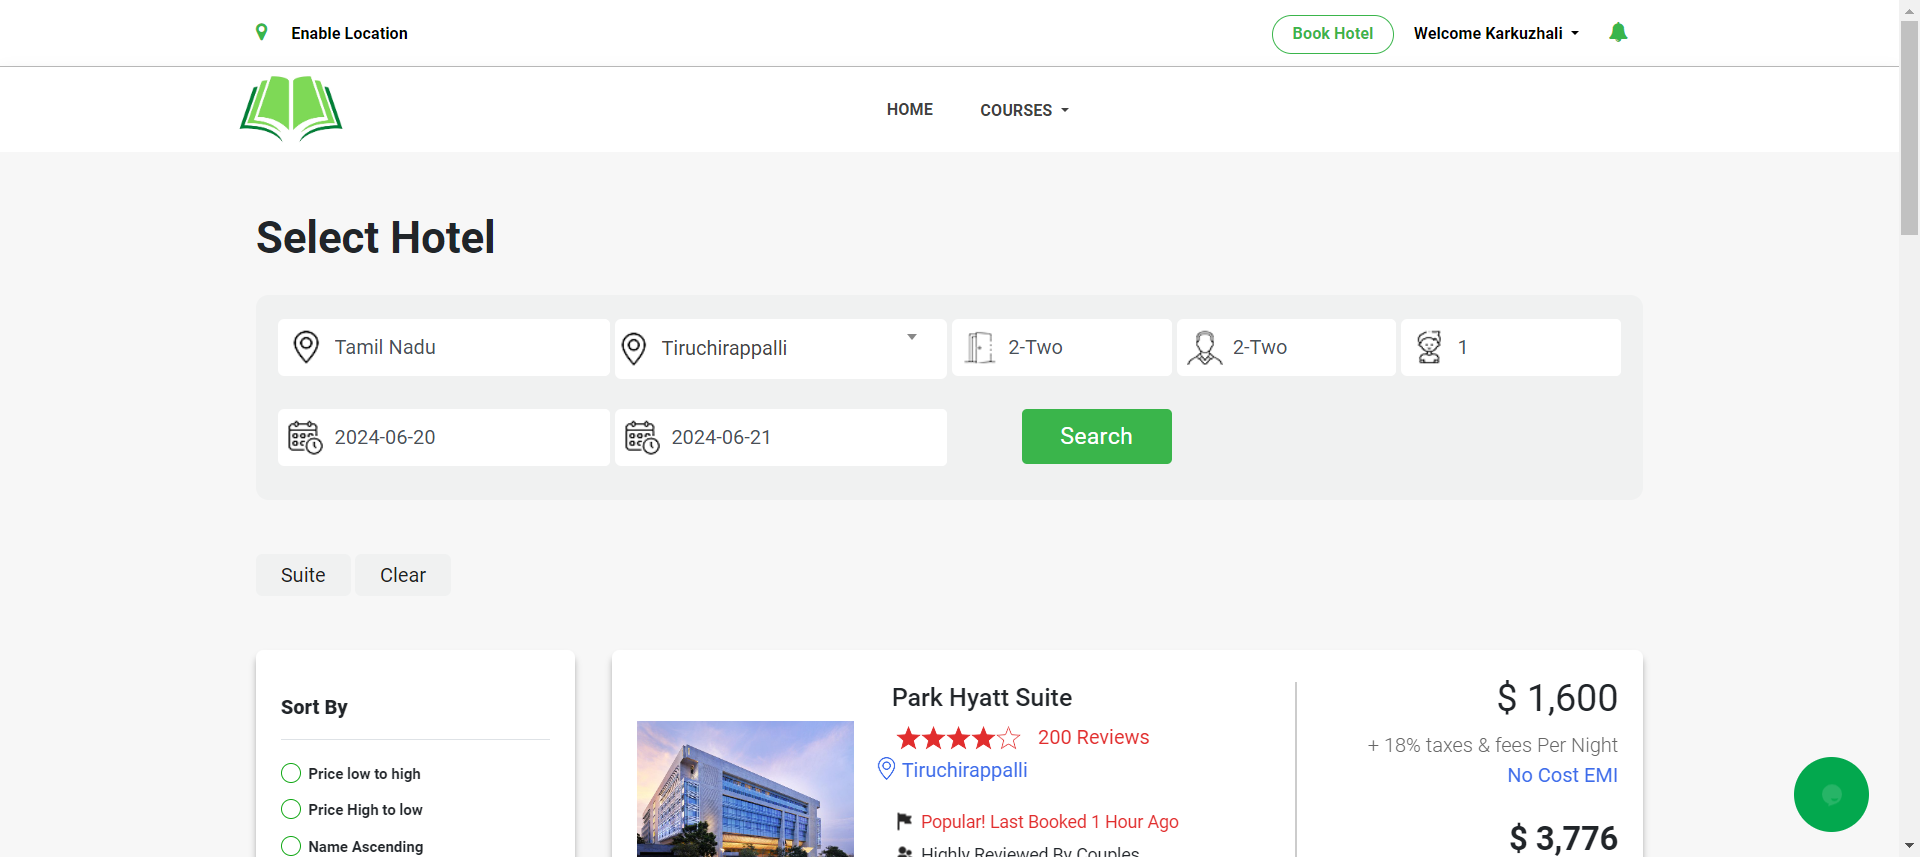 Enable Location
Book Hotel
Welcome Karkuzhali
HOME
COURSES
Select Hotel
Tamil Nadu
Tiruchirappalli
2-Two
2-Two
1
2024-06-20
2024-06-21
Search
Suite
Clear
Sort By
Price low to high
Price High to low
Name Ascending
Park Hyatt Suite
200 Reviews
Tiruchirappalli
Popular! Last Booked 1 Hour Ago
Highly Reviewed By Couples
$ 1,600
+ 18% taxes & fees Per Night
No Cost EMI
$ 3,776